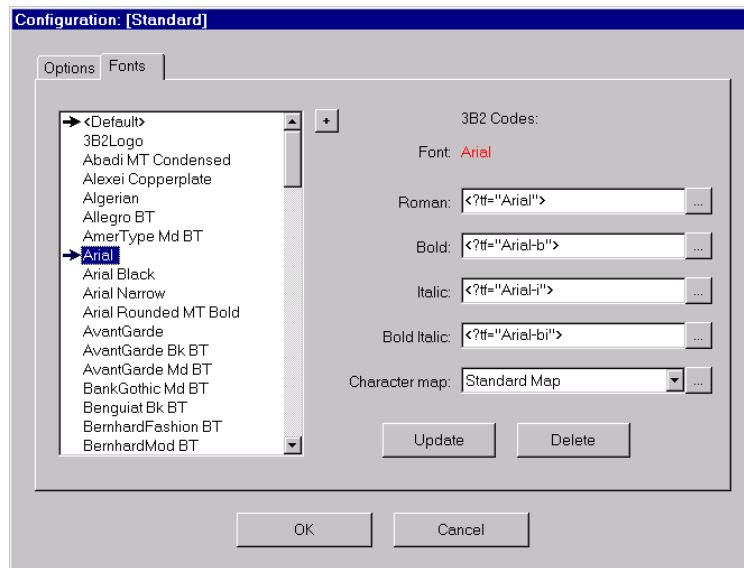 Configuration: [Standard]
Options Fonts
<Default>
3B2Logo
Abadi MT Condensed
Alexei Copperplate
Algerian
Allegro BT
AmerType Md BT
Arial
Arial Black
Arial Narrow
Arial Rounded MT Bold
AvantGarde
AvantGarde Bk BT
AvantGarde Md BT
BankGothic Md BT
Benguiat Bk BT
BernhardFashion BT
BernhardMod BT
+
3B2 Codes:
Font: Arial
Roman: <?tf="Arial"> ...
Bold: <?tf="Arial-b"> ...
Italic: <?tf="Arial-i"> ...
Bold Italic: <?tf="Arial-bi"> ...
Character map: Standard Map ...
Update Delete
OK Cancel